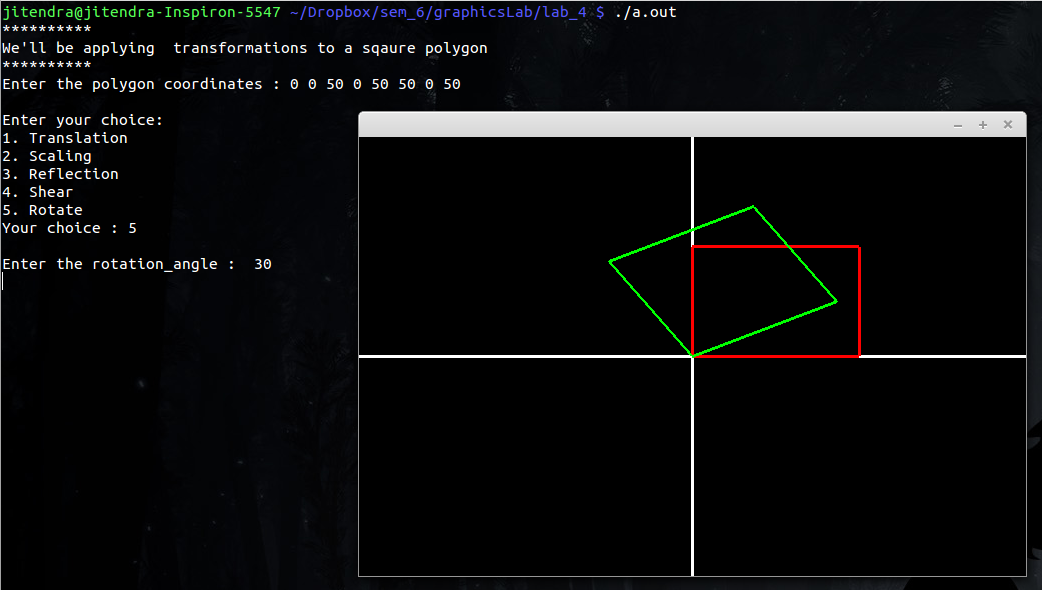 jitendra@jitendra-Inspiron-5547 ~/Dropbox/sem_6/graphicsLab/lab_4 $ ./a.out
**********
We'll be applying  transformations to a sqaure polygon
**********
Enter the polygon coordinates : 0 0 50 0 50 50 0 50
Enter your choice:
1. Translation
2. Scaling
3. Reflection
4. Shear
5. Rotate
Your choice : 5
Enter the rotation_angle :  30